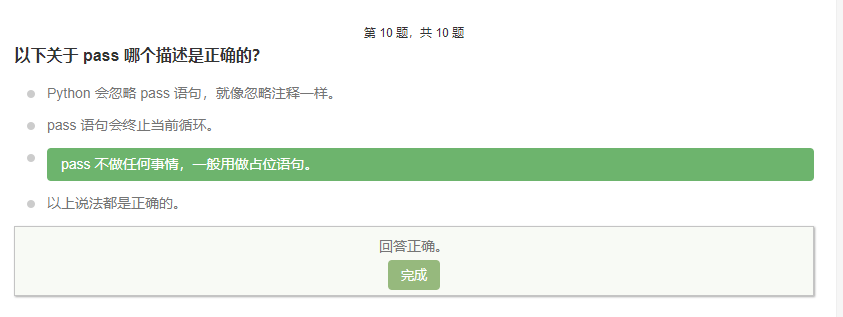 第 10 题，共 10 题
以下关于 pass 哪个描述是正确的?
Python 会忽略 pass 语句，就像忽略注释一样。
pass 语句会终止当前循环。
pass 不做任何事情，一般用做占位语句。
以上说法都是正确的。
回答正确。
完成